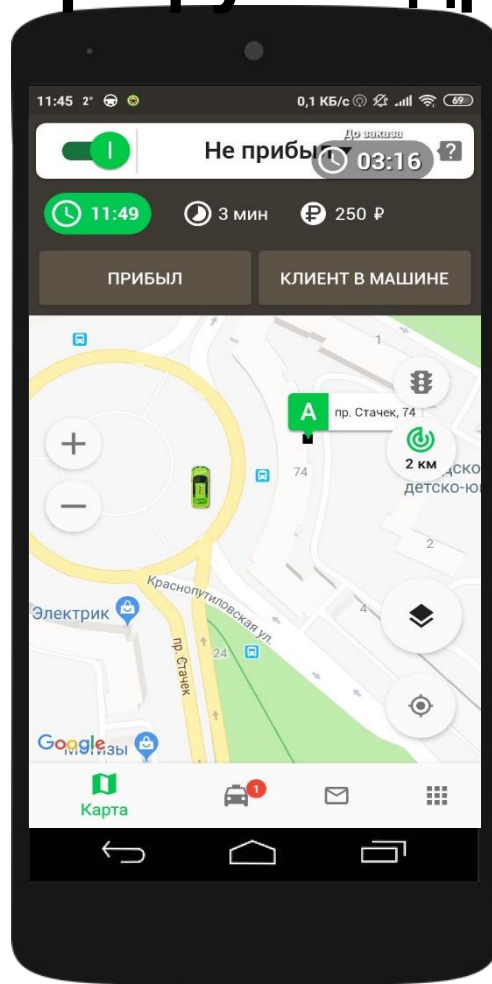 11:45 2° 0,1 КБ/с 69
До заказа
Не прибыл 03:16 ?
11:49 3 мин 250 ₽
ПРИБЫЛ КЛИЕНТ В МАШИНЕ
1
A пр. Стачек, 74
74
2 км
детско-ю
2
Краснопутиловская ул.
4
Электрик
пр. Стачек
24
Google
1
Карта